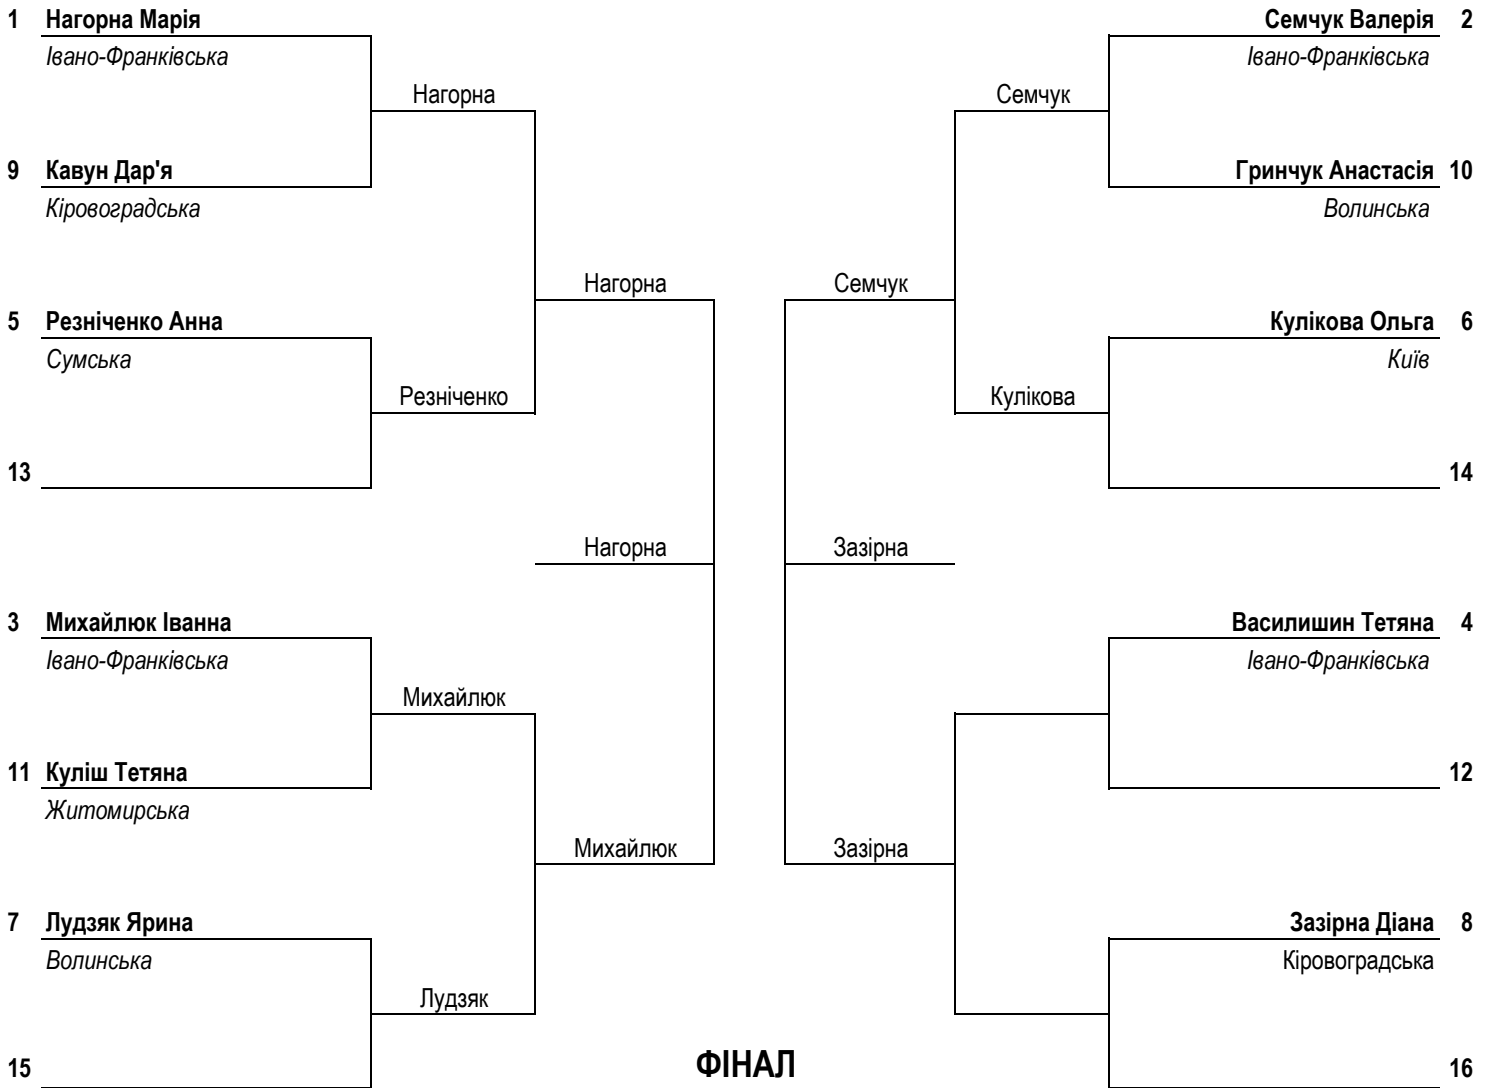 1 Нагорна Марія
Івано-Франківська
Нагорна
9 Кавун Дар'я
Кіровоградська
Нагорна
5 Резніченко Анна
Сумська
Резніченко
13
Нагорна
3 Михайлюк Іванна
Івано-Франківська
Михайлюк
11 Куліш Тетяна
Житомирська
Михайлюк
7 Лудзяк Ярина
Волинська
Лудзяк
15
Семчук Валерія 2
Івано-Франківська
Семчук
Гринчук Анастасія 10
Волинська
Семчук
Кулікова Ольга 6
Київ
Кулікова
14
Зазірна
Василишин Тетяна 4
Івано-Франківська
12
Зазірна
Зазірна Діана 8
Кіровоградська
16
ФІНАЛ